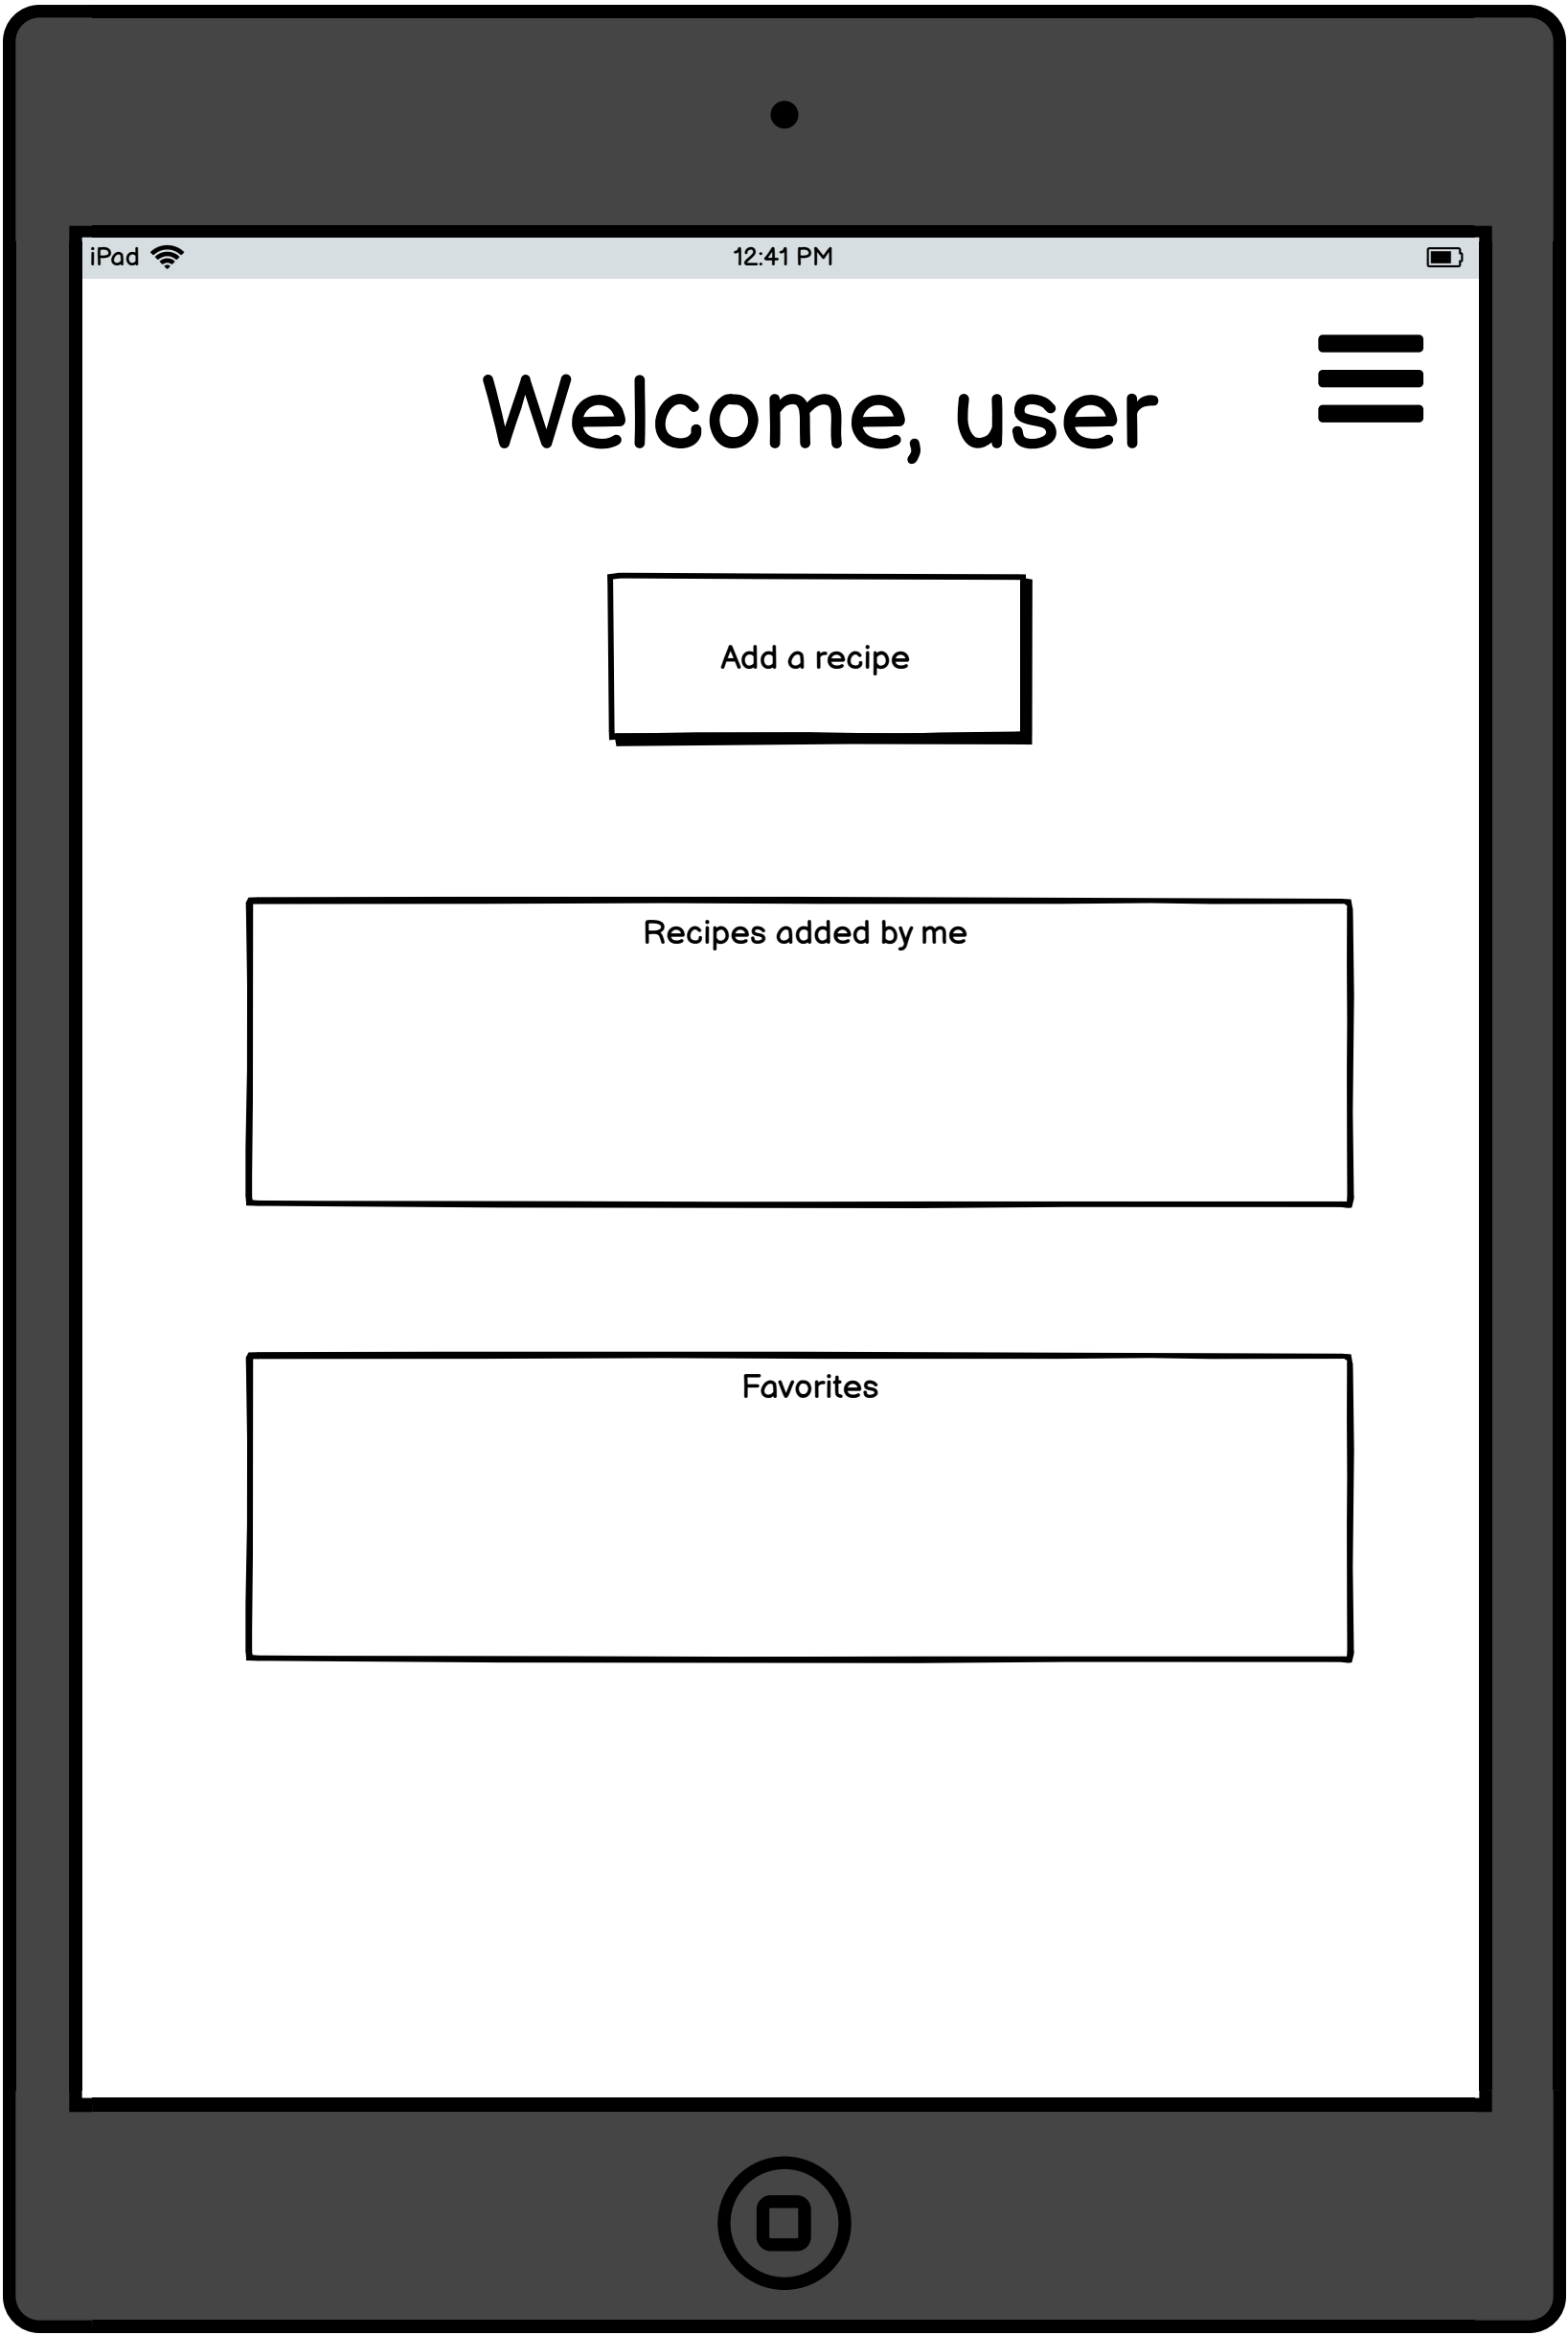 iPad 12:41 PM
Welcome, user
Add a recipe
Recipes added by me
Favorites